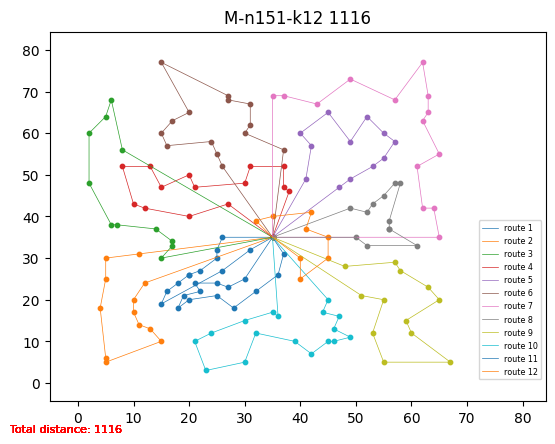 M-n151-k12 1116
80
70
60
50
40
30
20
10
0
0 10 20 30 40 50 60 70 80
route 1
route 2
route 3
route 4
route 5
route 6
route 7
route 8
route 9
route 10
route 11
route 12
Total distance: 1116